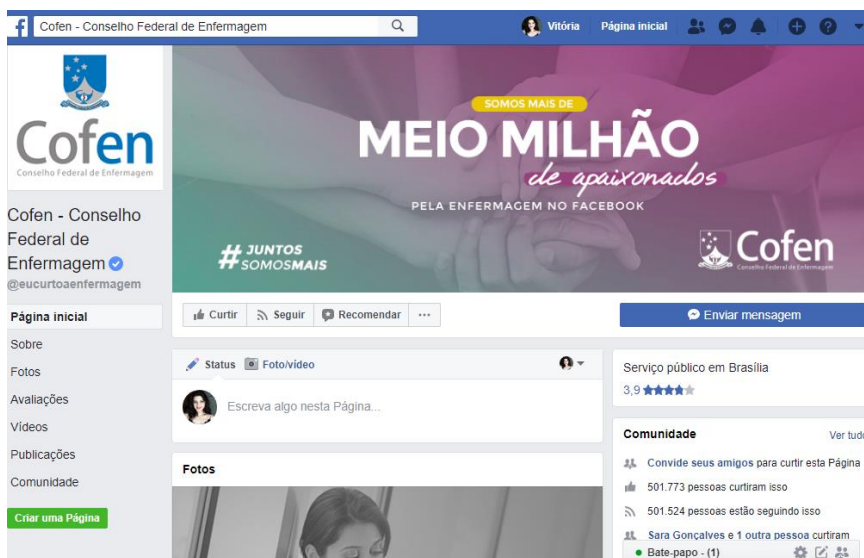 f Cofen - Conselho Federal de Enfermagem
Vitória Página inicial
Cofen
Conselho Federal de Enfermagem
Cofen - Conselho
Federal de
Enfermagem
@eucurtoaenfermagem
Página inicial
Sobre
Fotos
Avaliações
Vídeos
Publicações
Comunidade
Criar uma Página
SOMOS MAIS DE
MEIO MILHÃO
de apaixonados
PELA ENFERMAGEM NO FACEBOOK
# JUNTOS
SOMOSMAIS
Cofen
Conselho Federal de Enfermagem
Curtir Seguir Recomendar ...
Enviar mensagem
Status Foto/vídeo
Escreva algo nesta Página...
Fotos
Serviço público em Brasília
3,9
Comunidade Ver tudo
Convide seus amigos para curtir esta Página
501.773 pessoas curtiram isso
501.524 pessoas estão seguindo isso
Sara Gonçalves e 1 outra pessoa curtiram
Bate-papo - (1)